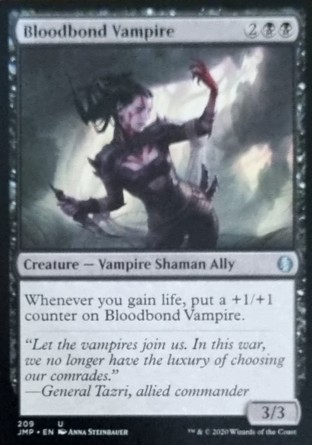 Bloodbond Vampire 2
Creature — Vampire Shaman Ally
Whenever you gain life, put a +1/+1
counter on Bloodbond Vampire.
"Let the vampires join us. In this war,
we no longer have the luxury of choosing
our comrades."
—General Tazri, allied commander
3/3
209 U
JMP • EN Anna Steinbauer ™ & © 2020 Wizards of the Coast